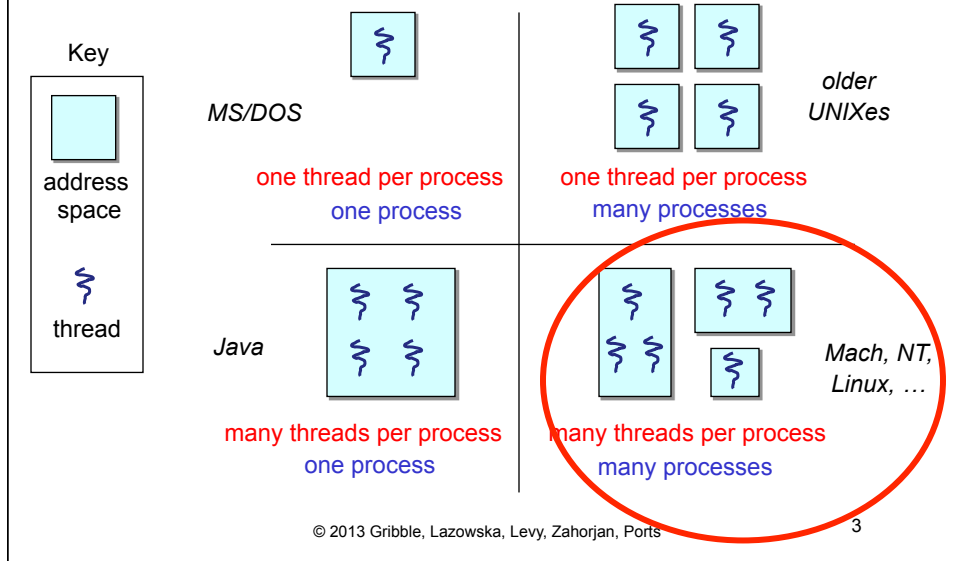 Key
address
space
thread
MS/DOS
one thread per process
one process
older
UNIXes
one thread per process
many processes
Java
many threads per process
one process
Mach, NT,
Linux, …
many threads per process
many processes
© 2013 Gribble, Lazowska, Levy, Zahorjan, Ports
3